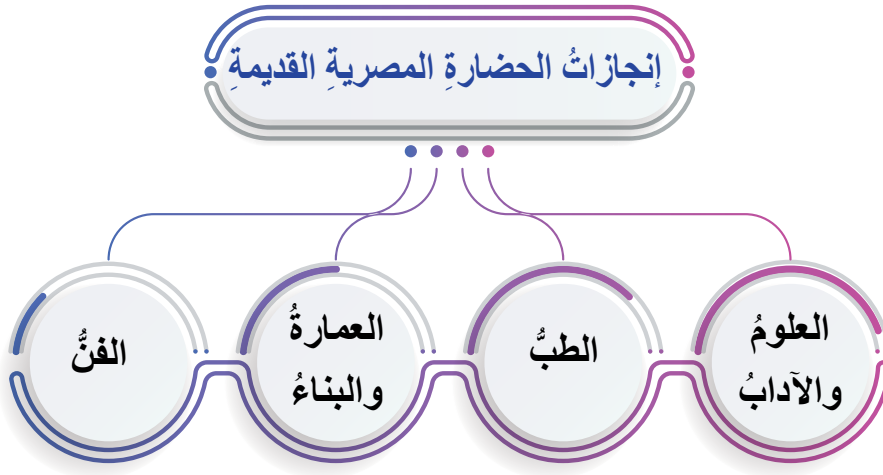 إنجازاتُ الحضارةِ المصريةِ القديمةِ
العلومُ
والآدابُ
الطبُّ
العمارةُ
والبناءُ
الفنُّ